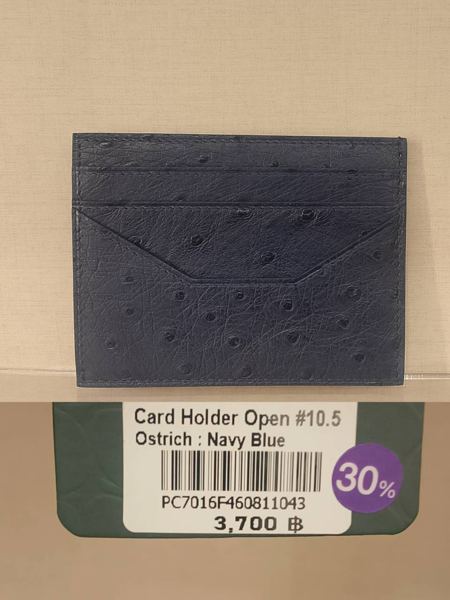 Card Holder Open #10.5
Ostrich : Navy Blue
30%
PC7016F460811043
3,700 ฿